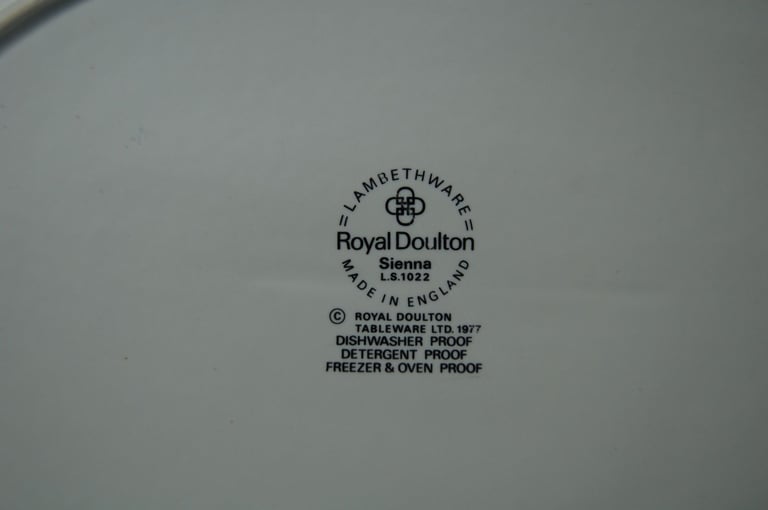 =LAMBETHWARE=
Royal Doulton
Sienna
L.S.1022
MADE IN ENGLAND
© ROYAL DOULTON
TABLEWARE LTD. 1977
DISHWASHER PROOF
DETERGENT PROOF
FREEZER & OVEN PROOF